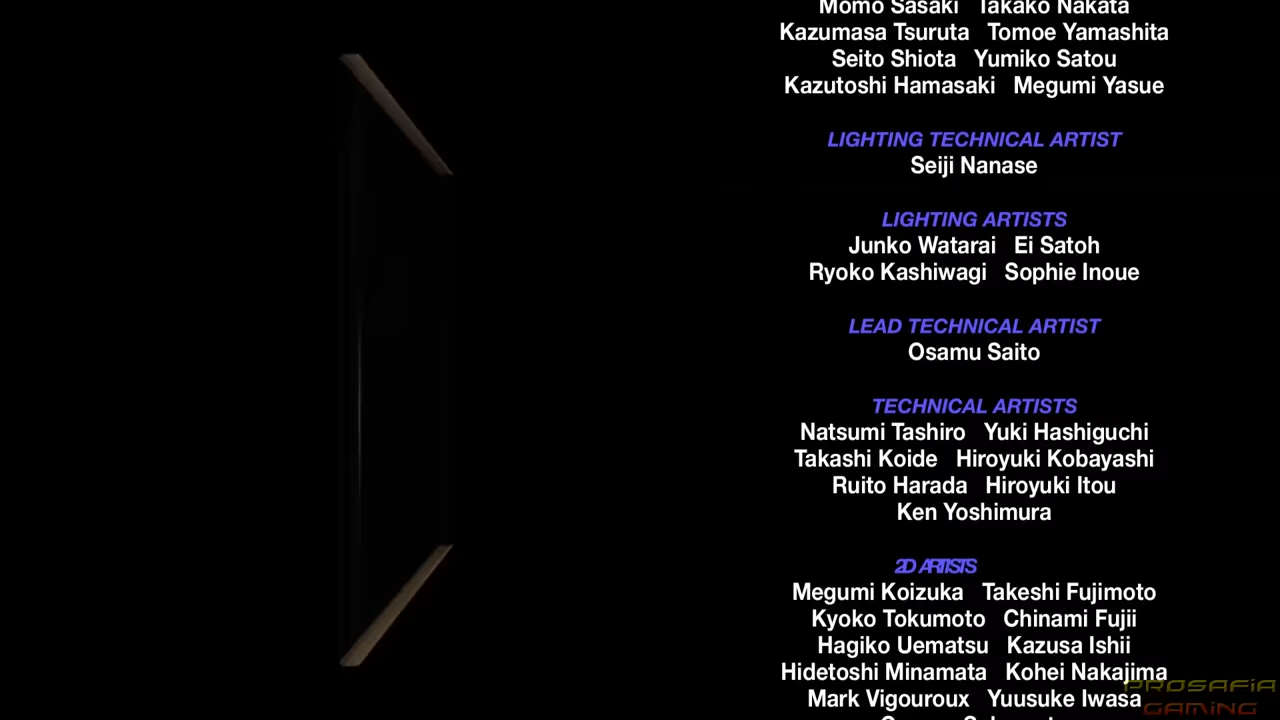 Momo Sasaki Takako Nakata
Kazumasa Tsuruta Tomoe Yamashita
Seito Shiota Yumiko Satou
Kazutoshi Hamasaki Megumi Yasue
LIGHTING TECHNICAL ARTIST
Seiji Nanase
LIGHTING ARTISTS
Junko Watarai Ei Satoh
Ryoko Kashiwagi Sophie Inoue
LEAD TECHNICAL ARTIST
Osamu Saito
TECHNICAL ARTISTS
Natsumi Tashiro Yuki Hashiguchi
Takashi Koide Hiroyuki Kobayashi
Ruito Harada Hiroyuki Itou
Ken Yoshimura
2D ARTISTS
Megumi Koizuka Takeshi Fujimoto
Kyoko Tokumoto Chinami Fujii
Hagiko Uematsu Kazusa Ishii
Hidetoshi Minamata Kohei Nakajima
Mark Vigouroux Yuusuke Iwasa
PROSAFIA
GAMING